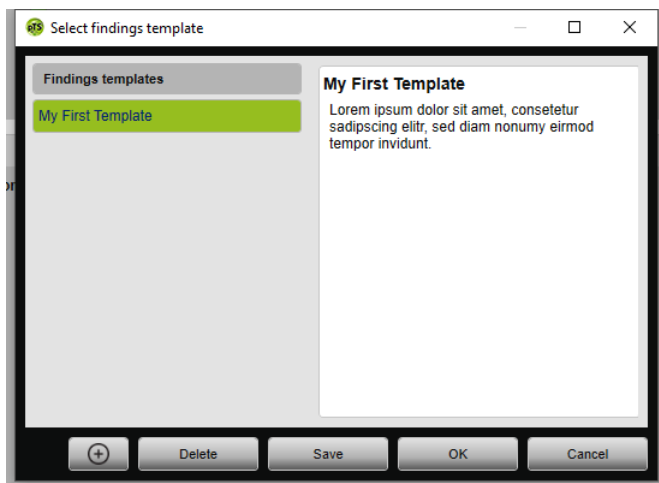 pTS Select findings template
Findings templates
My First Template
My First Template
Lorem ipsum dolor sit amet, consetetur
sadipscing elitr, sed diam nonumy eirmod
tempor invidunt.
Delete Save OK Cancel